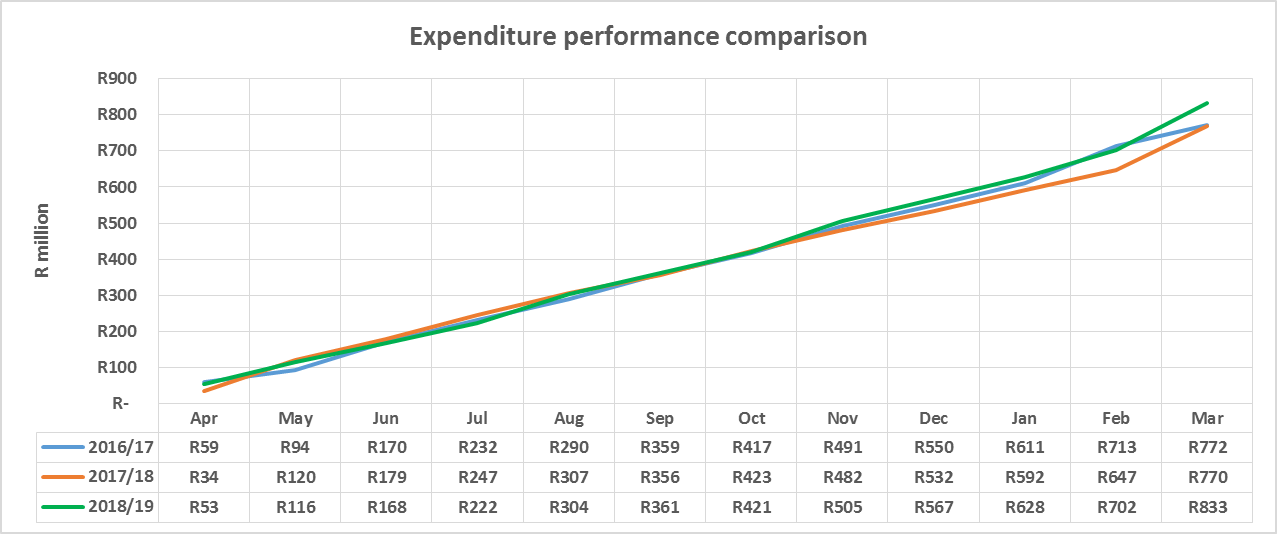 Expenditure performance comparison
R million
R900
R800
R700
R600
R500
R400
R300
R200
R100
R-
Apr May Jun Jul Aug Sep Oct Nov Dec Jan Feb Mar
2016/17 R59 R94 R170 R232 R290 R359 R417 R491 R550 R611 R713 R772
2017/18 R34 R120 R179 R247 R307 R356 R423 R482 R532 R592 R647 R770
2018/19 R53 R116 R168 R222 R304 R361 R421 R505 R567 R628 R702 R833